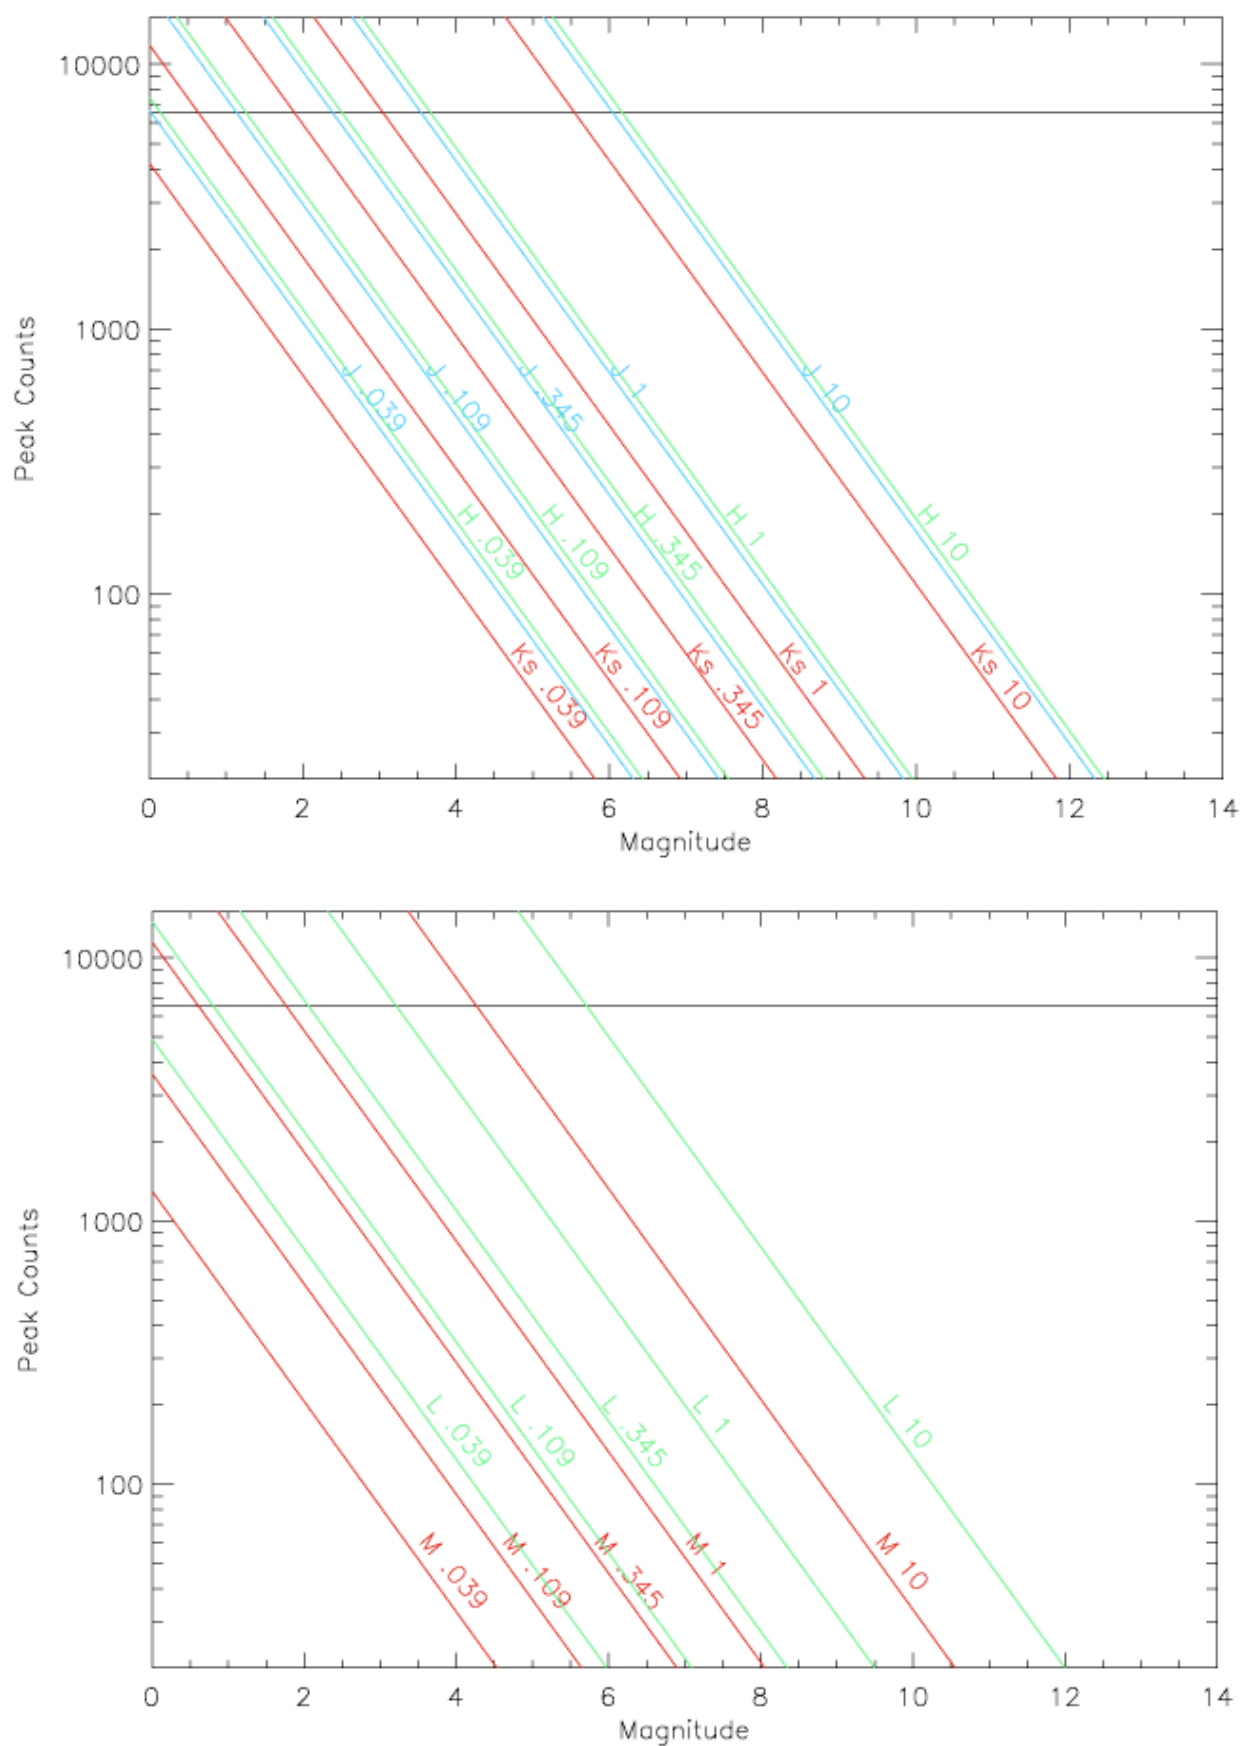 10000
1000
100
Peak Counts
J .039
J .109
J .345
J 1
J 10
H .039
H .109
H .345
H 1
H 10
Ks .039
Ks .109
Ks .345
Ks 1
Ks 10
0 2 4 6 8 10 12 14
Magnitude
10000
1000
100
Peak Counts
L .039
L .109
L .345
L 1
L 10
M .039
M .109
M .345
M 1
M 10
0 2 4 6 8 10 12 14
Magnitude